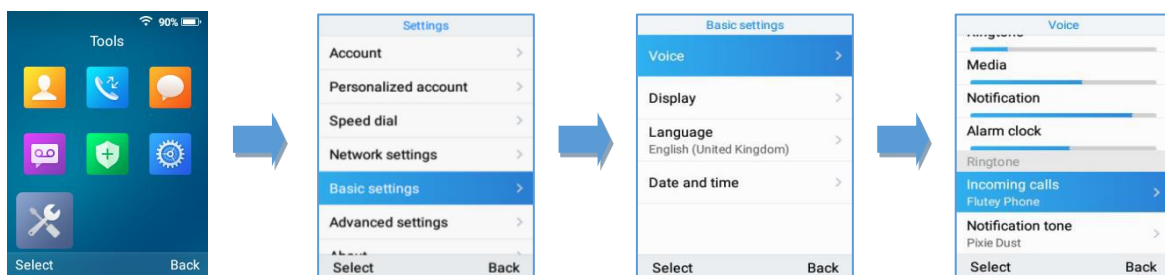 90%
Tools
Select Back
Settings
Account
Personalized account
Speed dial
Network settings
Basic settings
Advanced settings
About
Select Back
Basic settings
Voice
Display
Language
English (United Kingdom)
Date and time
Select Back
Voice
Ringtone
Media
Notification
Alarm clock
Ringtone
Incoming calls
Flutey Phone
Notification tone
Pixie Dust
Select Back